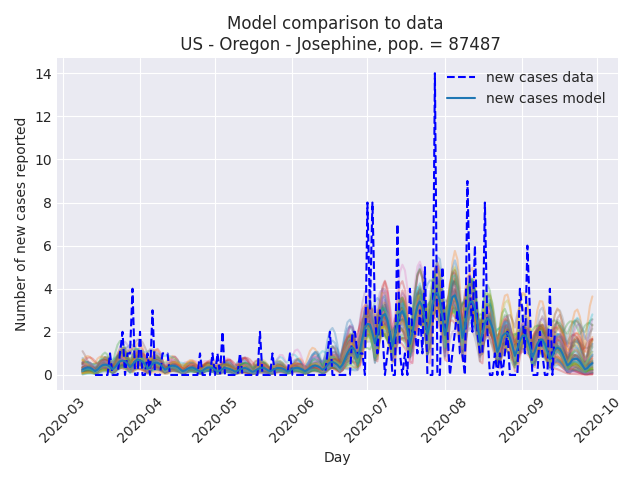 Model comparison to data
US - Oregon - Josephine, pop. = 87487
new cases data
new cases model
Number of new cases reported
14
12
10
8
6
4
2
0
2020-03
2020-04
2020-05
2020-06
2020-07
2020-08
2020-09
2020-10
Day